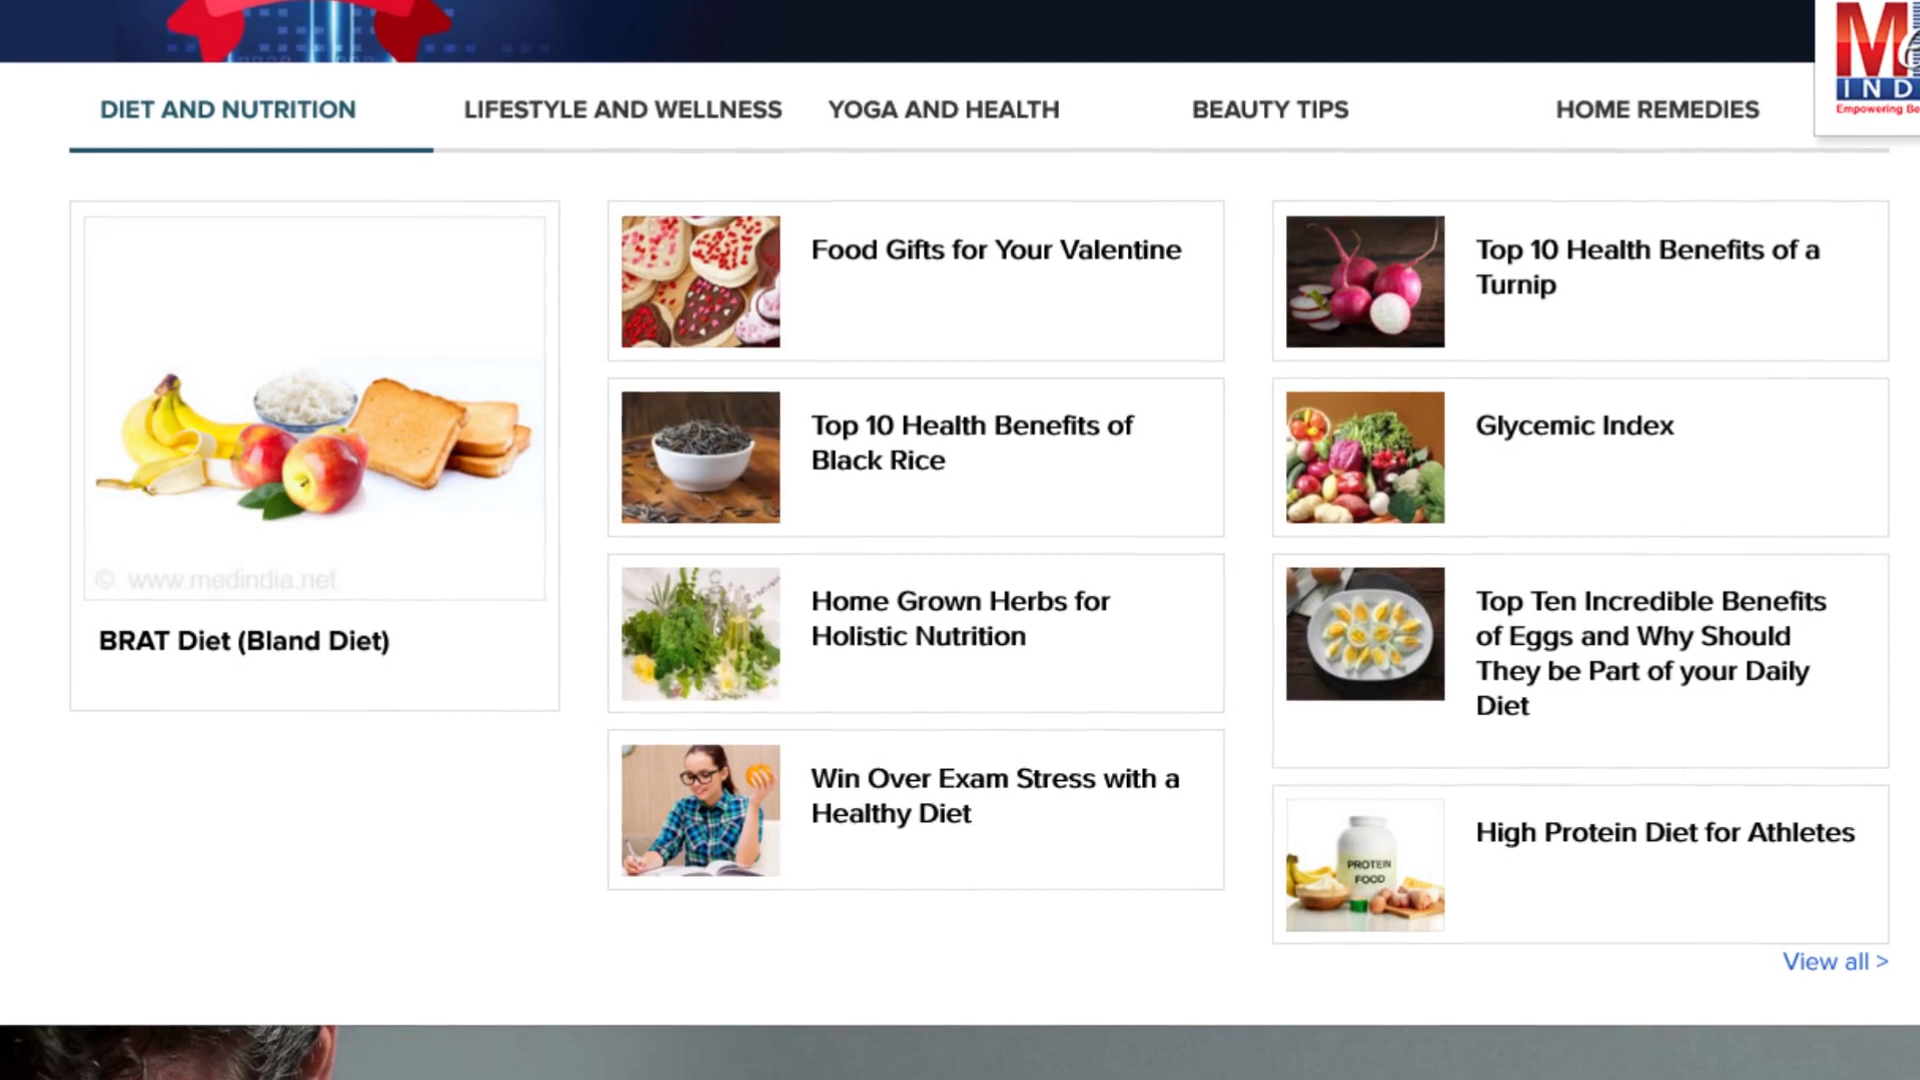 M
IND
Empowering Be
DIET AND NUTRITION
LIFESTYLE AND WELLNESS
YOGA AND HEALTH
BEAUTY TIPS
HOME REMEDIES
© www.medindia.net
BRAT Diet (Bland Diet)
Food Gifts for Your Valentine
Top 10 Health Benefits of
Black Rice
Home Grown Herbs for
Holistic Nutrition
Win Over Exam Stress with a
Healthy Diet
Top 10 Health Benefits of a
Turnip
Glycemic Index
Top Ten Incredible Benefits
of Eggs and Why Should
They be Part of your Daily
Diet
PROTEIN
FOOD
High Protein Diet for Athletes
View all >